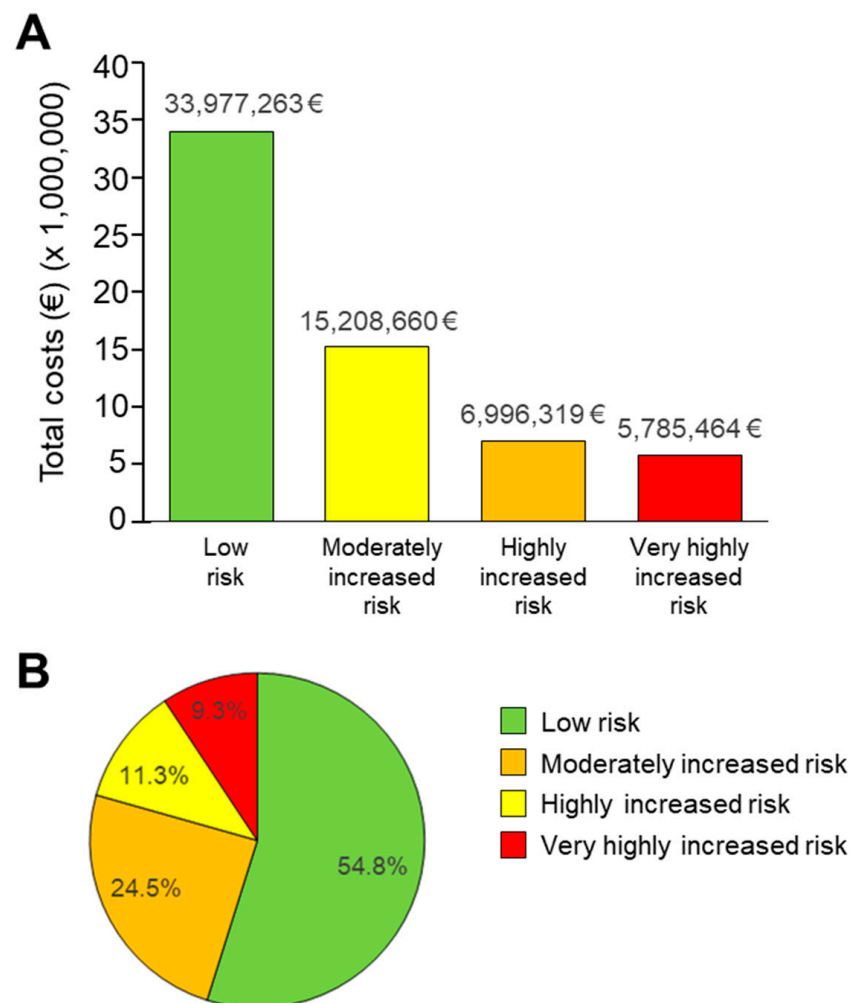 A
Total costs (€) (x 1,000,000)
40
35
30
25
20
15
10
5
0
33,977,263 €
15,208,660 €
6,996,319 €
5,785,464 €
Low
risk
Moderately
increased
risk
Highly
increased
risk
Very highly
increased
risk
B
9.3%
11.3%
24.5%
54.8%
Low risk
Moderately increased risk
Highly increased risk
Very highly increased risk